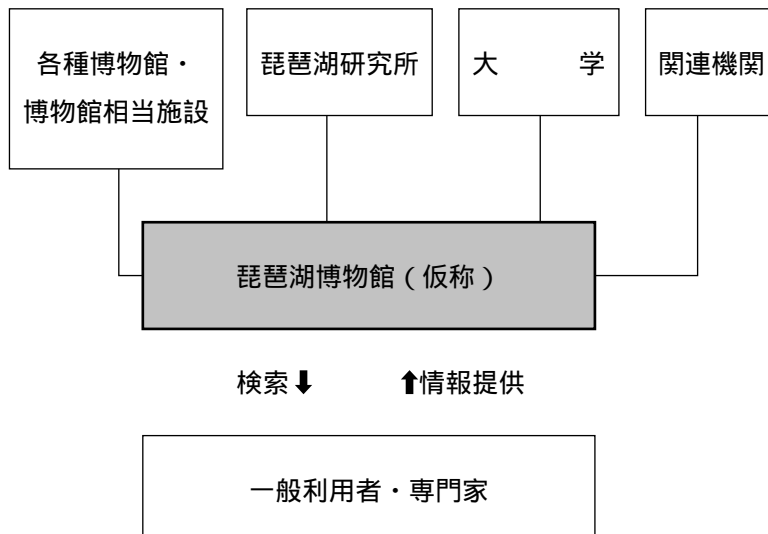 各種博物館・
博物館相当施設
琵琶湖研究所
大　　学
関連機関
琵琶湖博物館（仮称）
検索⬇　　⬆情報提供
一般利用者・専門家